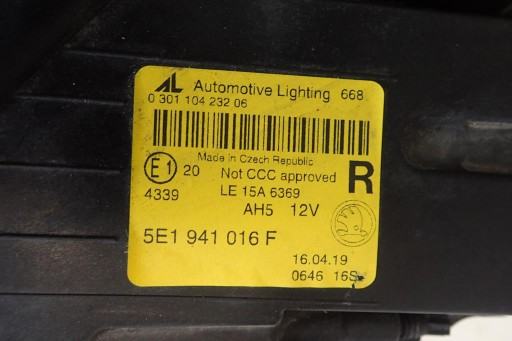 AL Automotive Lighting 668
0 301 104 232 06
Made in Czech Republic
E1 20 Not CCC approved R
4339 LE 15A 6369
AH5 12V
5E1 941 016 F
16.04.19
0646 16S